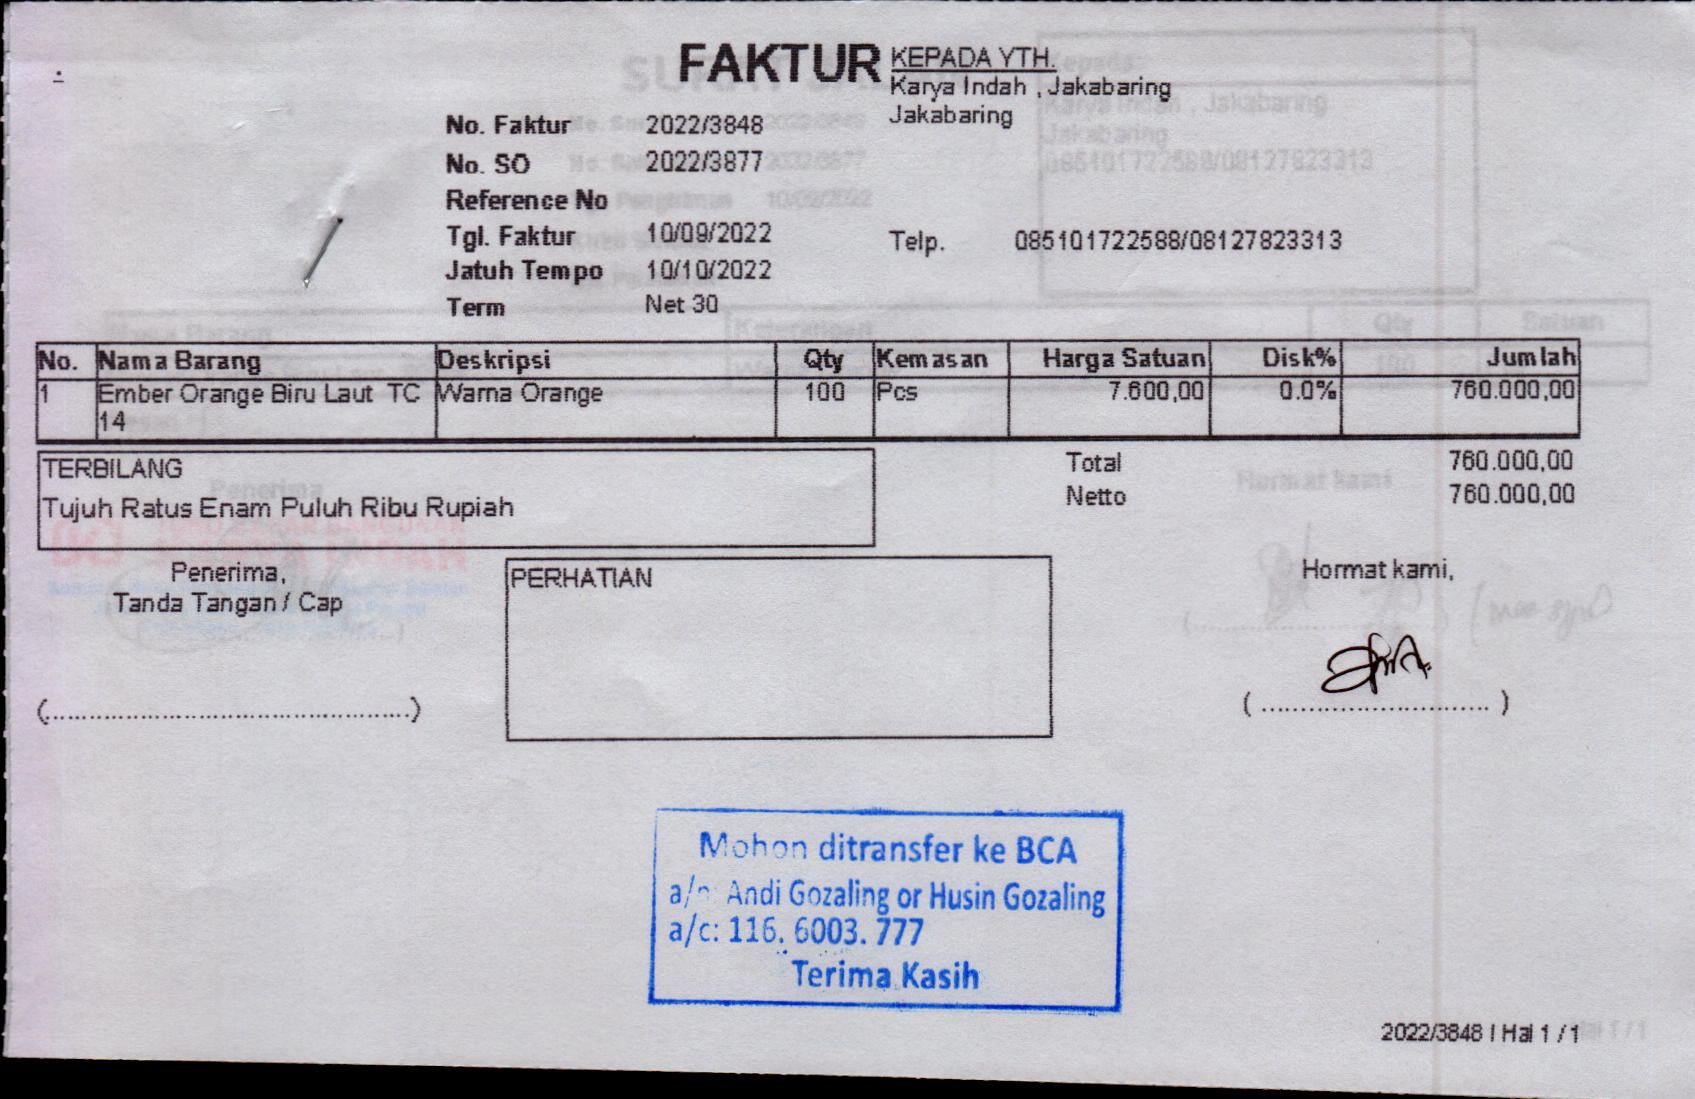 FAKTUR
KEPADA YTH.
Karya Indah , Jakabaring
Jakabaring
No. Faktur 2022/3848
No. SO 2022/3877
Reference No
Tgl. Faktur 10/09/2022
Telp. 085101722588/08127823313
Jatuh Tempo 10/10/2022
Term Net 30
No. Nama Barang Deskripsi Qty Kemasan Harga Satuan Disk% Jumlah
1 Ember Orange Biru Laut TC Warna Orange 100 Pcs 7.600,00 0.0% 760.000,00
14
TERBILANG
Tujuh Ratus Enam Puluh Ribu Rupiah
Total 760.000,00
Netto 760.000,00
Penerima,
Tanda Tangan / Cap
PERHATIAN
Hormat kami,
(................................................)
( .............................. )
Mohon ditransfer ke BCA
a/n: Andi Gozaling or Husin Gozaling
a/c: 116. 6003. 777
Terima Kasih
2022/3848 | Hal 1 / 1